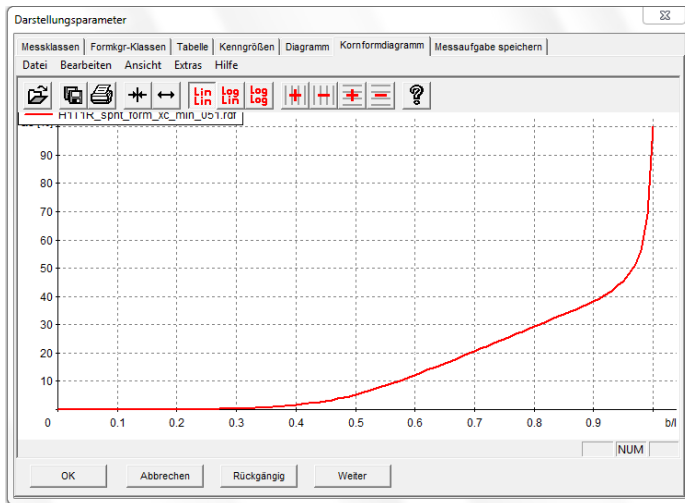 Darstellungsparameter
Messklassen Formkgr-Klassen Tabelle Kenngrößen Diagramm Kornformdiagramm Messaufgabe speichern
Datei Bearbeiten Ansicht Extras Hilfe
Lin Log Log
Lin Lin Log
H1T1R_spht_form_xc_min_051.rdf
90
80
70
60
50
40
30
20
10
0 0.1 0.2 0.3 0.4 0.5 0.6 0.7 0.8 0.9 b/l
NUM
OK Abbrechen Rückgängig Weiter